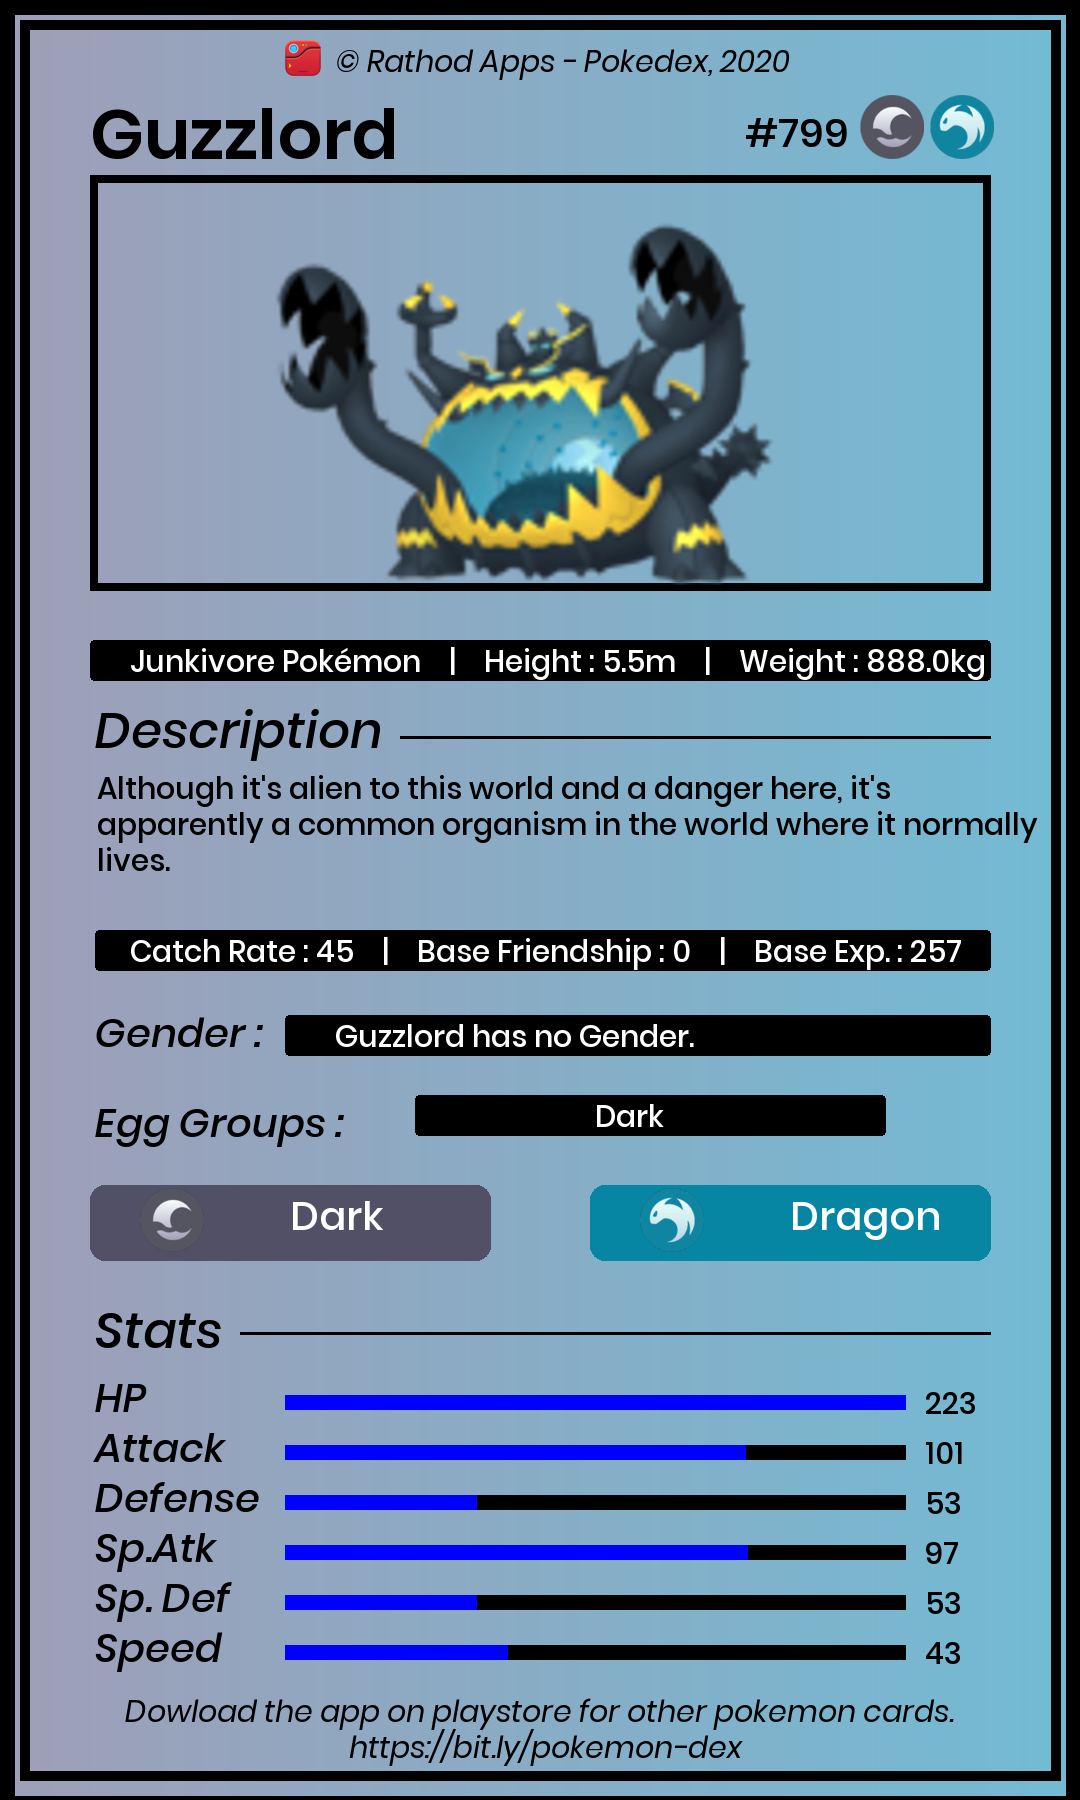 © Rathod Apps - Pokedex, 2020
Guzzlord #799
Junkivore Pokémon | Height : 5.5m | Weight : 888.0kg
Description
Although it's alien to this world and a danger here, it's
apparently a common organism in the world where it normally
lives.
Catch Rate : 45 | Base Friendship : 0 | Base Exp. : 257
Gender : Guzzlord has no Gender.
Egg Groups : Dark
Dark Dragon
Stats
HP 223
Attack 101
Defense 53
Sp.Atk 97
Sp. Def 53
Speed 43
Dowload the app on playstore for other pokemon cards.
https://bit.ly/pokemon-dex